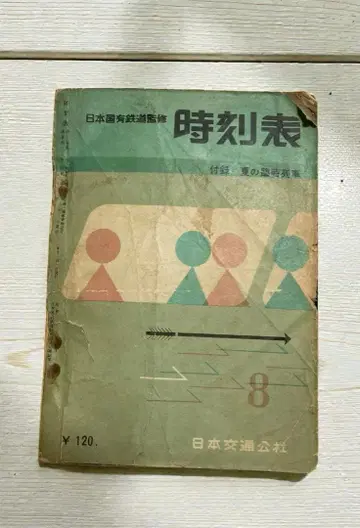 日本国有鉄道監修
時刻表
付録 夏の臨時列車
8
¥ 120.
日本交通公社